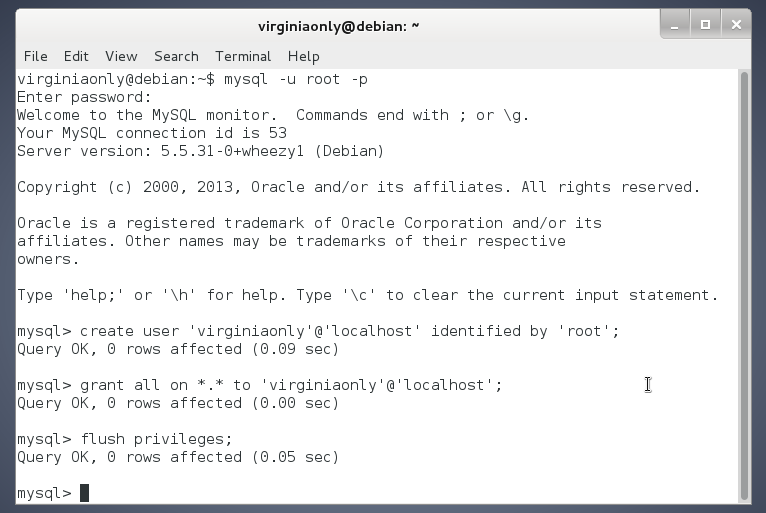 virginiaonly@debian: ~
File Edit View Search Terminal Help
virginiaonly@debian:~$ mysql -u root -p
Enter password:
Welcome to the MySQL monitor.  Commands end with ; or \g.
Your MySQL connection id is 53
Server version: 5.5.31-0+wheezy1 (Debian)

Copyright (c) 2000, 2013, Oracle and/or its affiliates. All rights reserved.

Oracle is a registered trademark of Oracle Corporation and/or its
affiliates. Other names may be trademarks of their respective
owners.

Type 'help;' or '\h' for help. Type '\c' to clear the current input statement.

mysql> create user 'virginiaonly'@'localhost' identified by 'root';
Query OK, 0 rows affected (0.09 sec)

mysql> grant all on *.* to 'virginiaonly'@'localhost';
Query OK, 0 rows affected (0.00 sec)

mysql> flush privileges;
Query OK, 0 rows affected (0.05 sec)

mysql>